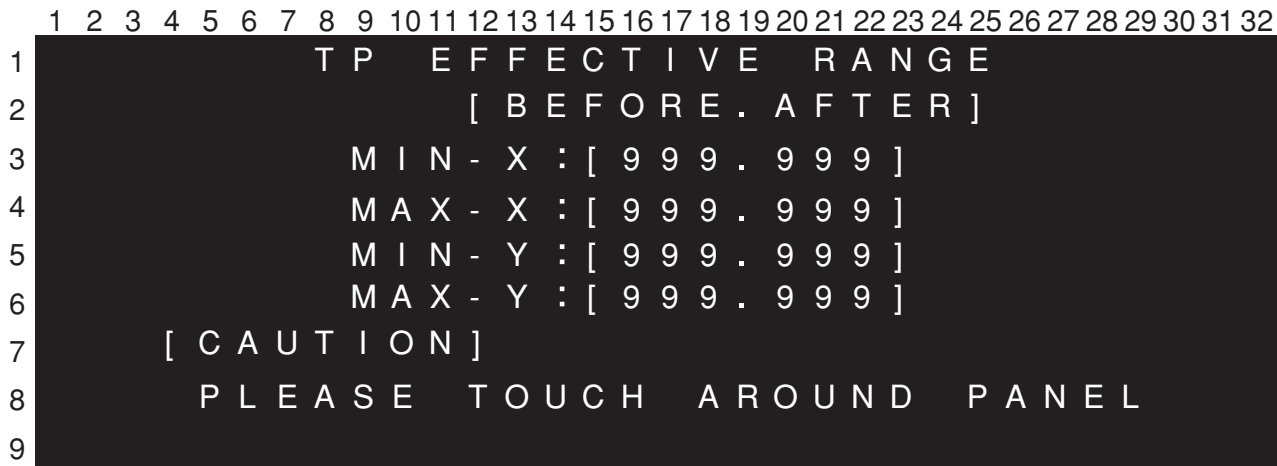 1 2 3 4 5 6 7 8 9 10 11 12 13 14 15 16 17 18 19 20 21 22 23 24 25 26 27 28 29 30 31 32
1 TP EFFECTIVE RANGE
2 [BEFORE.AFTER]
3 MIN-X:[999.999]
4 MAX-X:[999.999]
5 MIN-Y:[999.999]
6 MAX-Y:[999.999]
7 [CAUTION]
8 PLEASE TOUCH AROUND PANEL
9